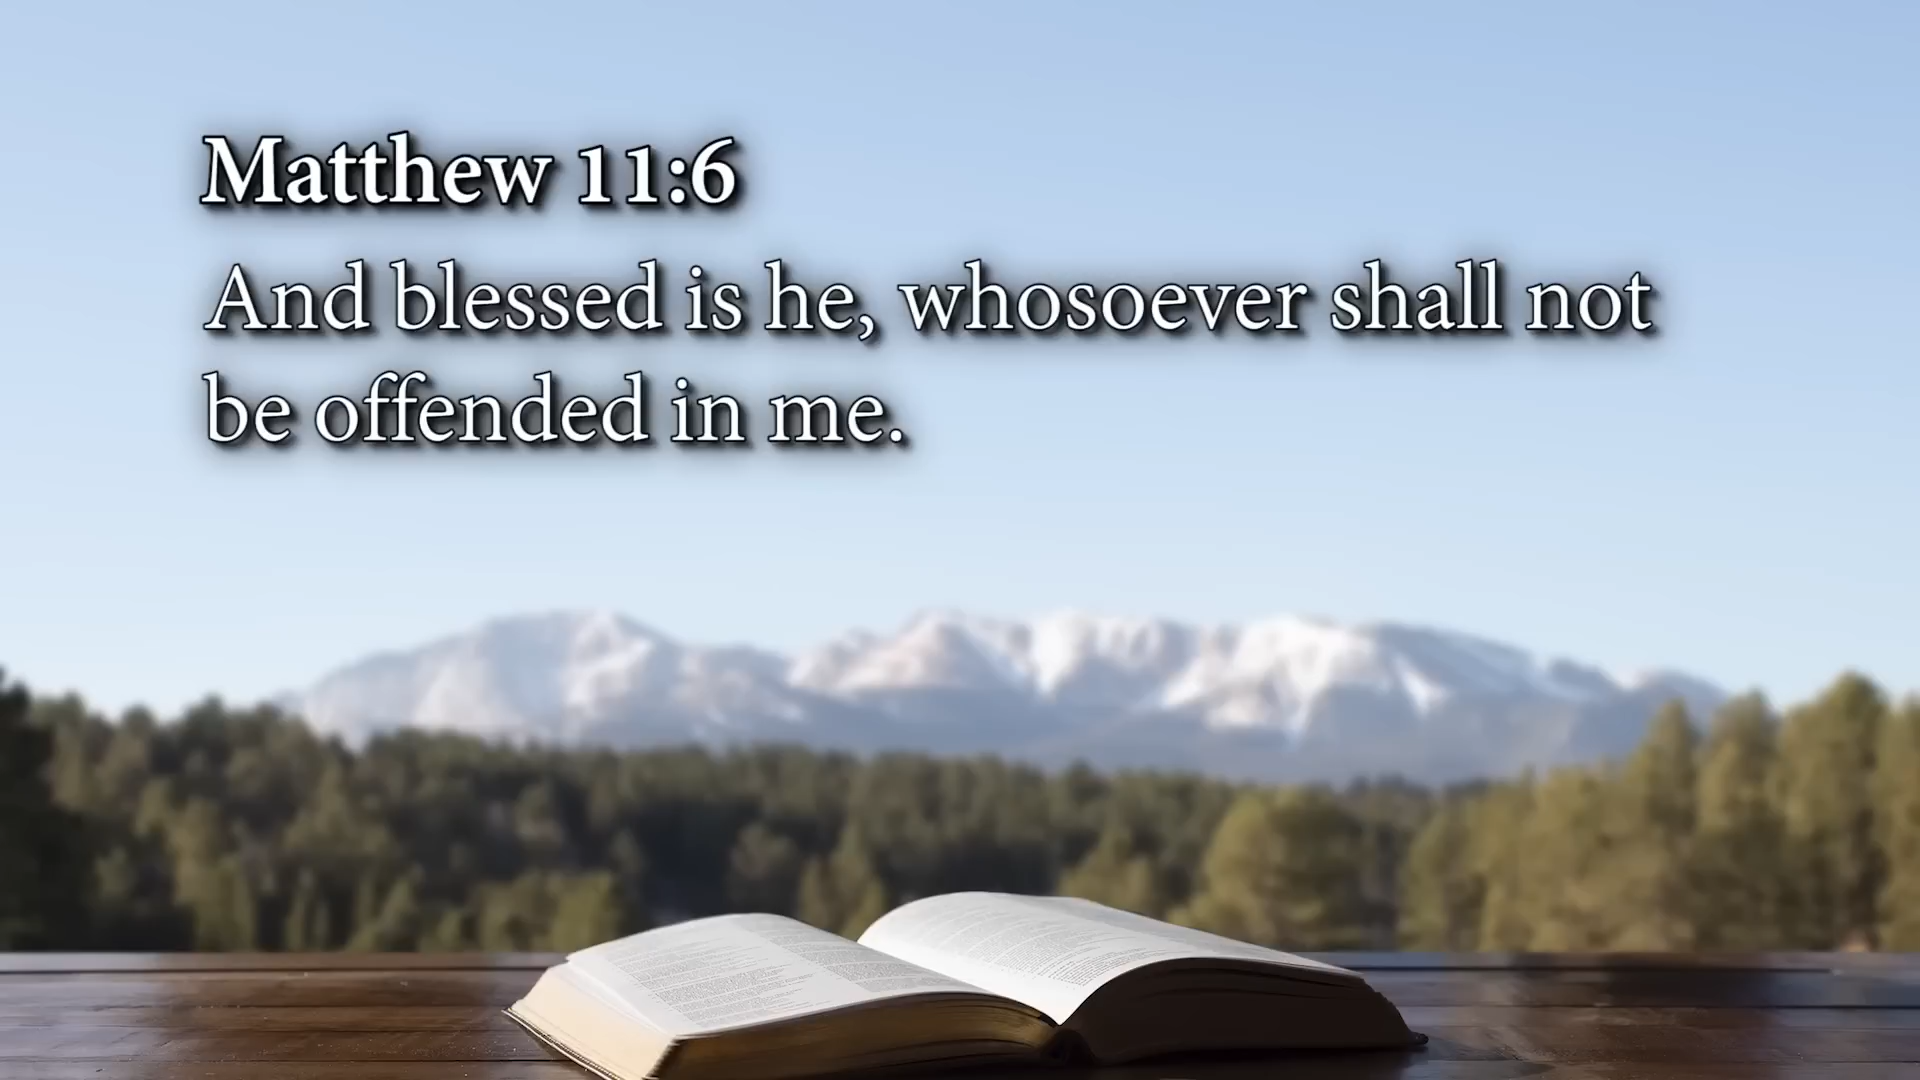 Matthew 11:6
And blessed is he, whosoever shall not
be offended in me.